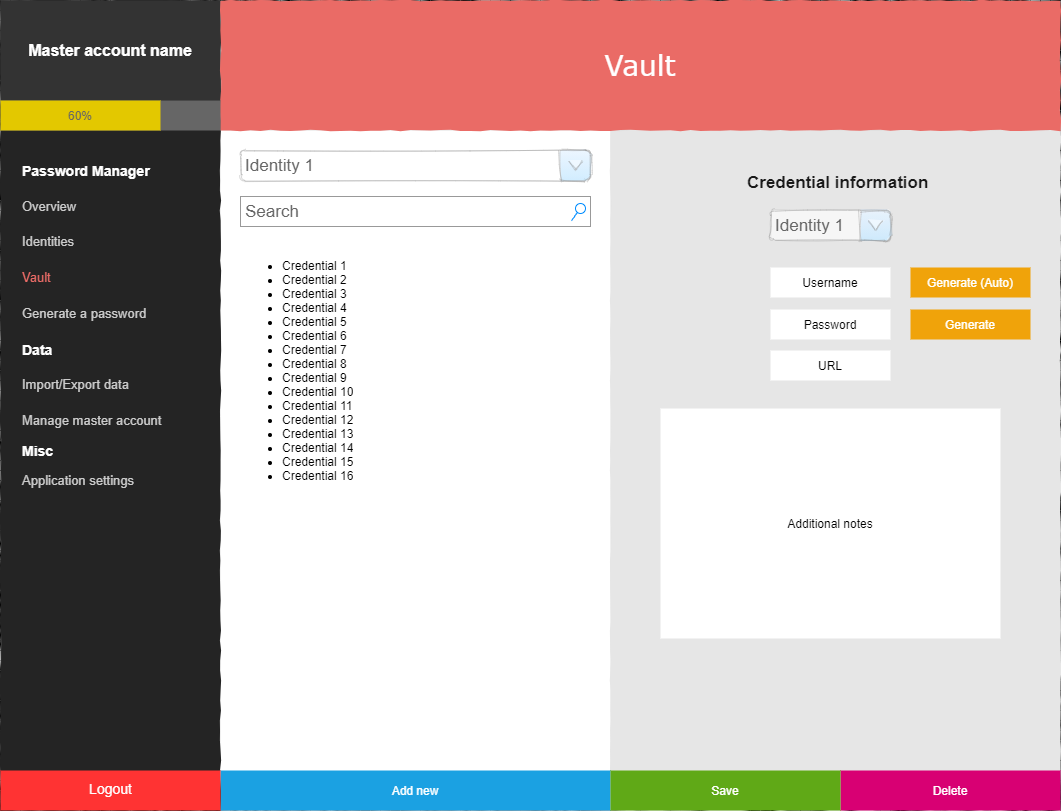 Master account name
60%
Password Manager
Overview
Identities
Vault
Generate a password
Data
Import/Export data
Manage master account
Misc
Application settings
Logout
Vault
Identity 1
Search
Credential 1
Credential 2
Credential 3
Credential 4
Credential 5
Credential 6
Credential 7
Credential 8
Credential 9
Credential 10
Credential 11
Credential 12
Credential 13
Credential 14
Credential 15
Credential 16
Add new
Credential information
Identity 1
Username
Generate (Auto)
Password
Generate
URL
Additional notes
Save
Delete